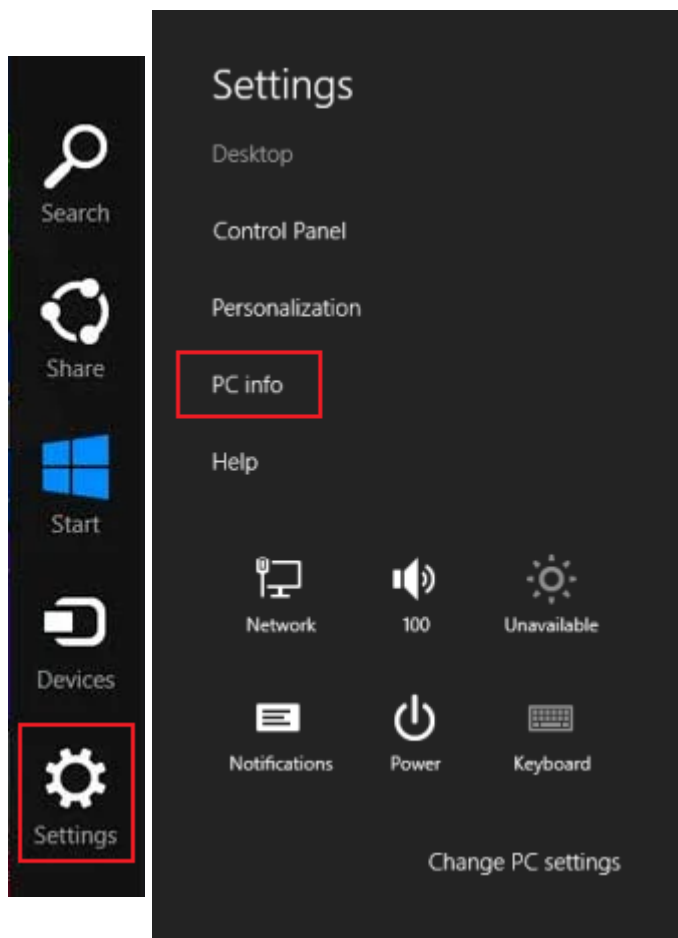 Search
Share
Start
Devices
Settings
Settings
Desktop
Control Panel
Personalization
PC info
Help
Network
100
Unavailable
Notifications
Power
Keyboard
Change PC settings